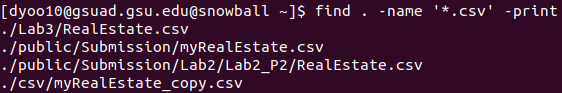 [dyoo10@gsuad.gsu.edu@snowball ~]$ find . -name '*.csv' -print
./Lab3/RealEstate.csv
./public/Submission/myRealEstate.csv
./public/Submission/Lab2/Lab2_P2/RealEstate.csv
./csv/myRealEstate_copy.csv